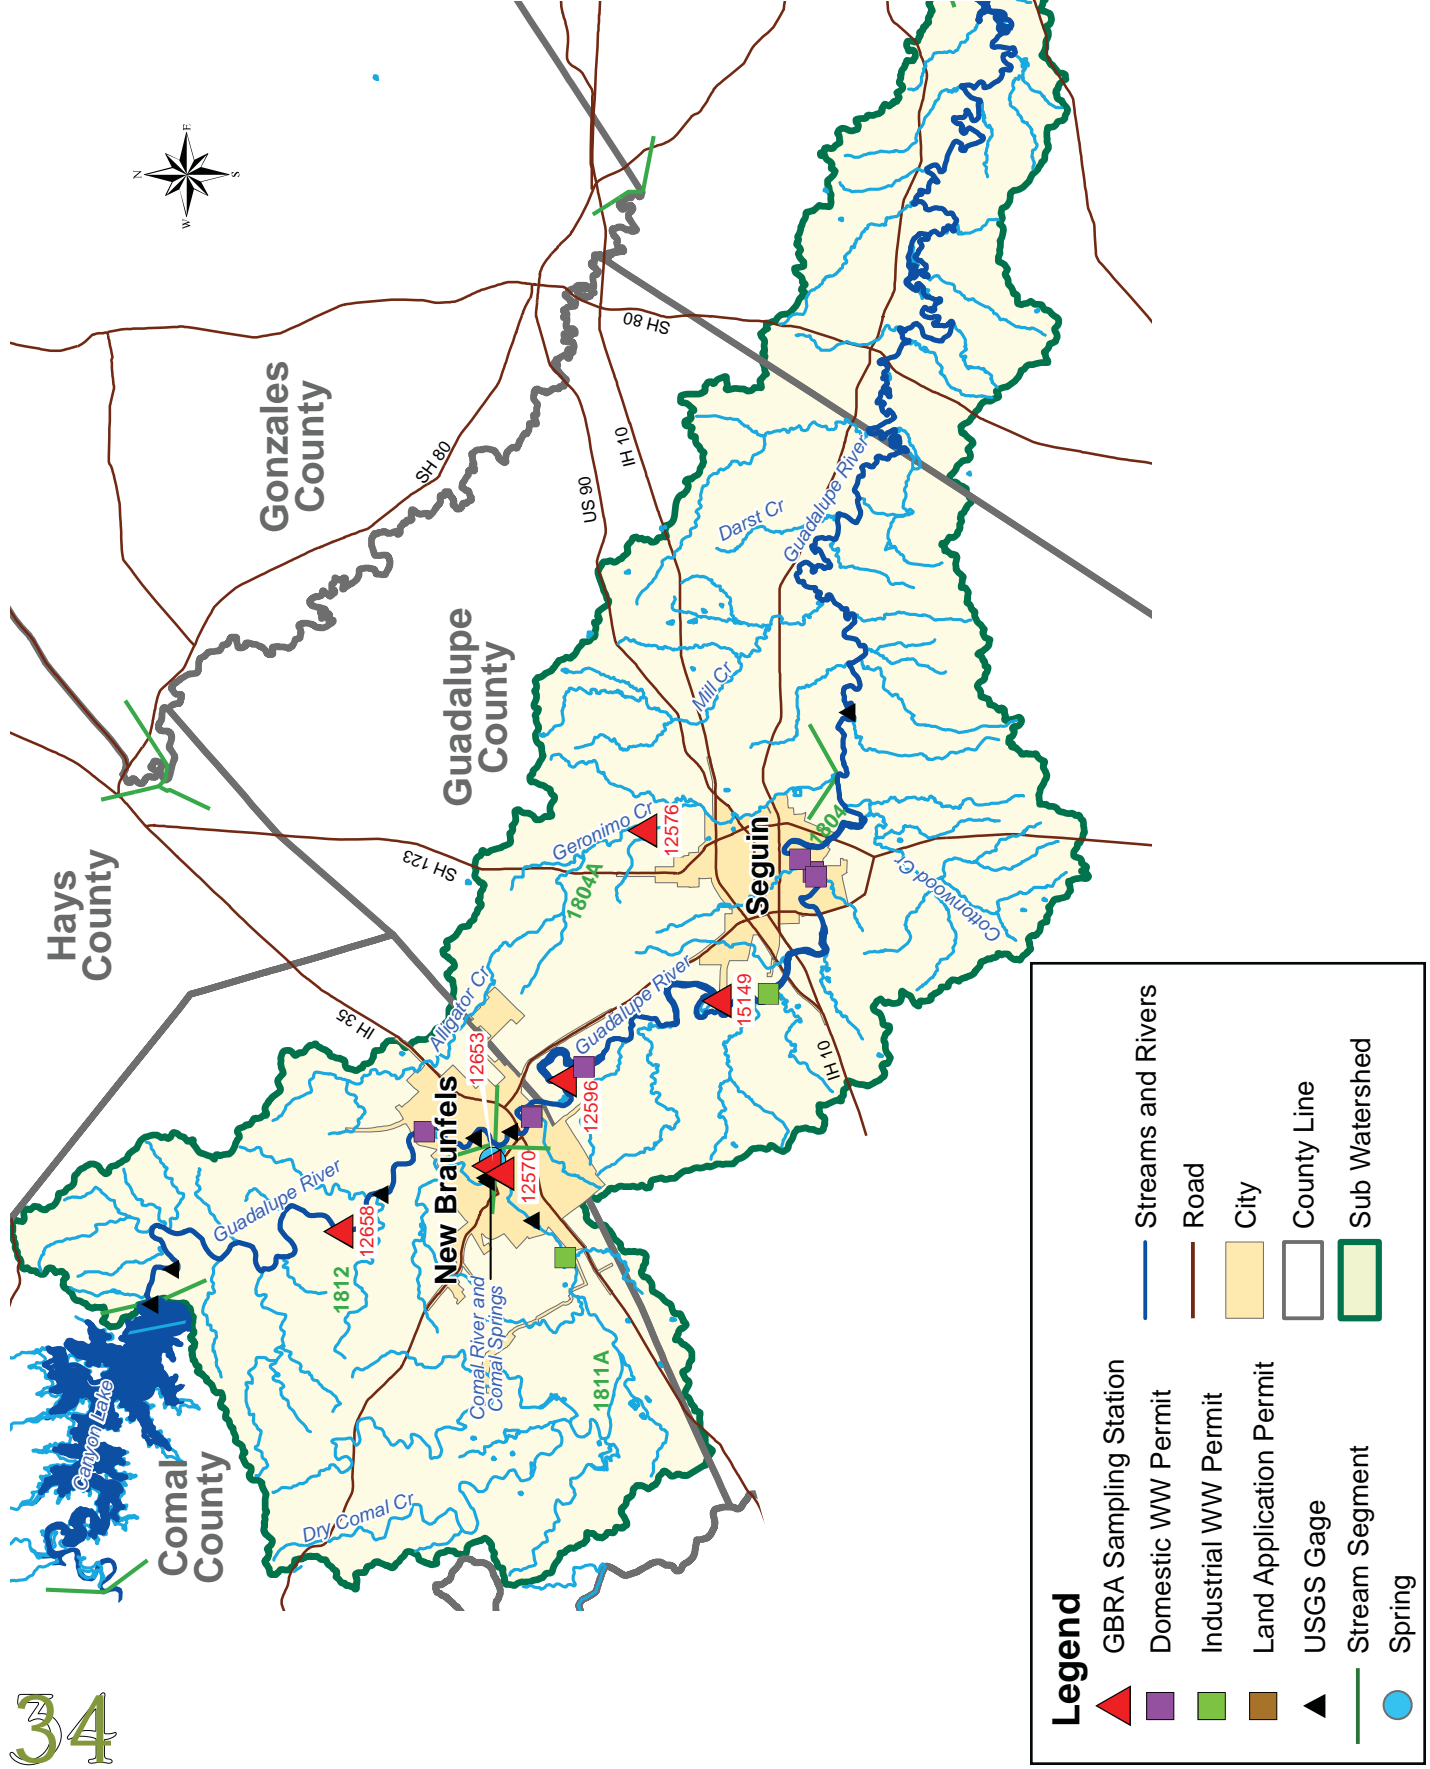 34
N
E
S
W
Hays
County
Gonzales
County
Guadalupe
County
Comal
County
SH 80
SH 80
US 90
IH 10
SH 123
IH 35
IH 10
Canyon Lake
Guadalupe River
Guadalupe River
Guadalupe River
Alligator Cr
Geronimo Cr
Mill Cr
Darst Cr
Cottonwood Cr
Dry Comal Cr
Comal River and
Comal Springs
New Braunfels
Seguin
1812
1811A
1804A
1804
12658
12653
12570
12596
15149
12576
Legend
GBRA Sampling Station
Domestic WW Permit
Industrial WW Permit
Land Application Permit
USGS Gage
Stream Segment
Spring
Streams and Rivers
Road
City
County Line
Sub Watershed